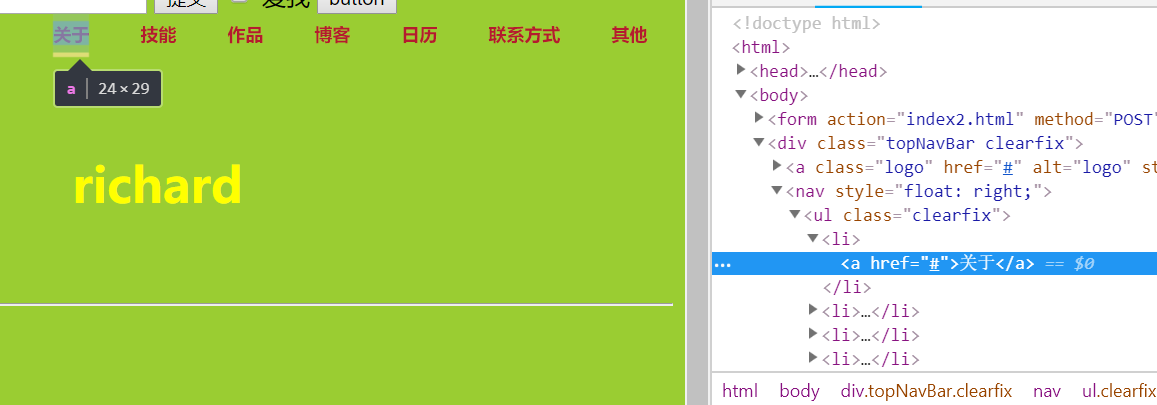 提交 查找 button
关于 技能 作品 博客 日历 联系方式 其他
a 24 × 29
richard
<!doctype html>
<html>
<head>…</head>
<body>
<form action="index2.html" method="POST"
<div class="topNavBar clearfix">
<a class="logo" href="#" alt="logo" st
<nav style="float: right;">
<ul class="clearfix">
<li>
<a href="#">关于</a> == $0
</li>
<li>…</li>
<li>…</li>
<li>…</li>
html body div.topNavBar.clearfix nav ul.clearfix